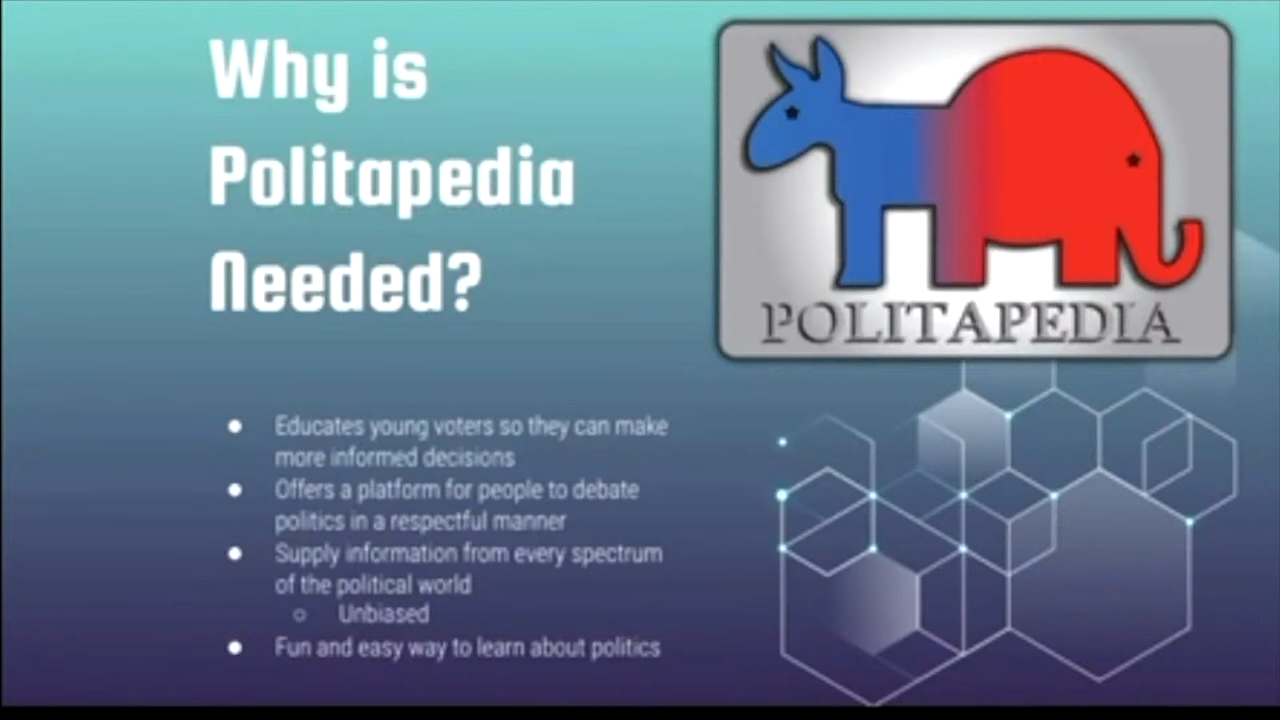 Why is
Politapedia
Needed?
POLITAPEDIA
● Educates young voters so they can make
more informed decisions
● Offers a platform for people to debate
politics in a respectful manner
● Supply information from every spectrum
of the political world
○ Unbiased
● Fun and easy way to learn about politics